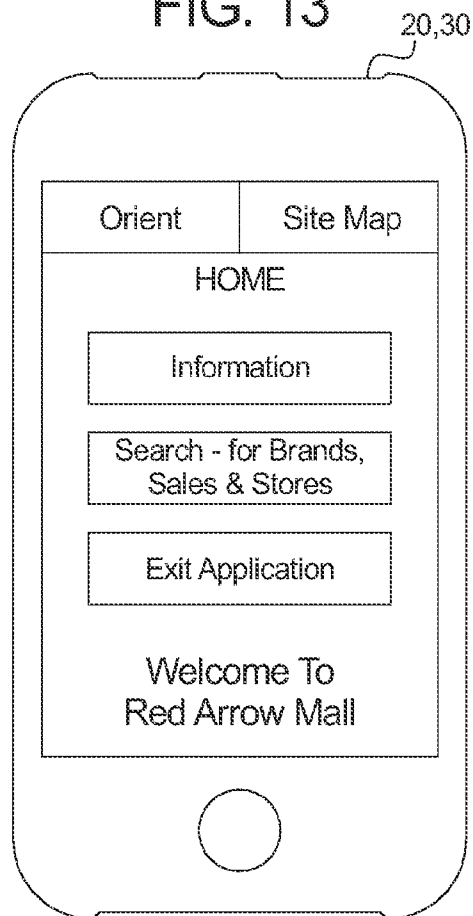 FIG. 13
20,30
Orient
Site Map
HOME
Information
Search - for Brands,
Sales & Stores
Exit Application
Welcome To
Red Arrow Mall